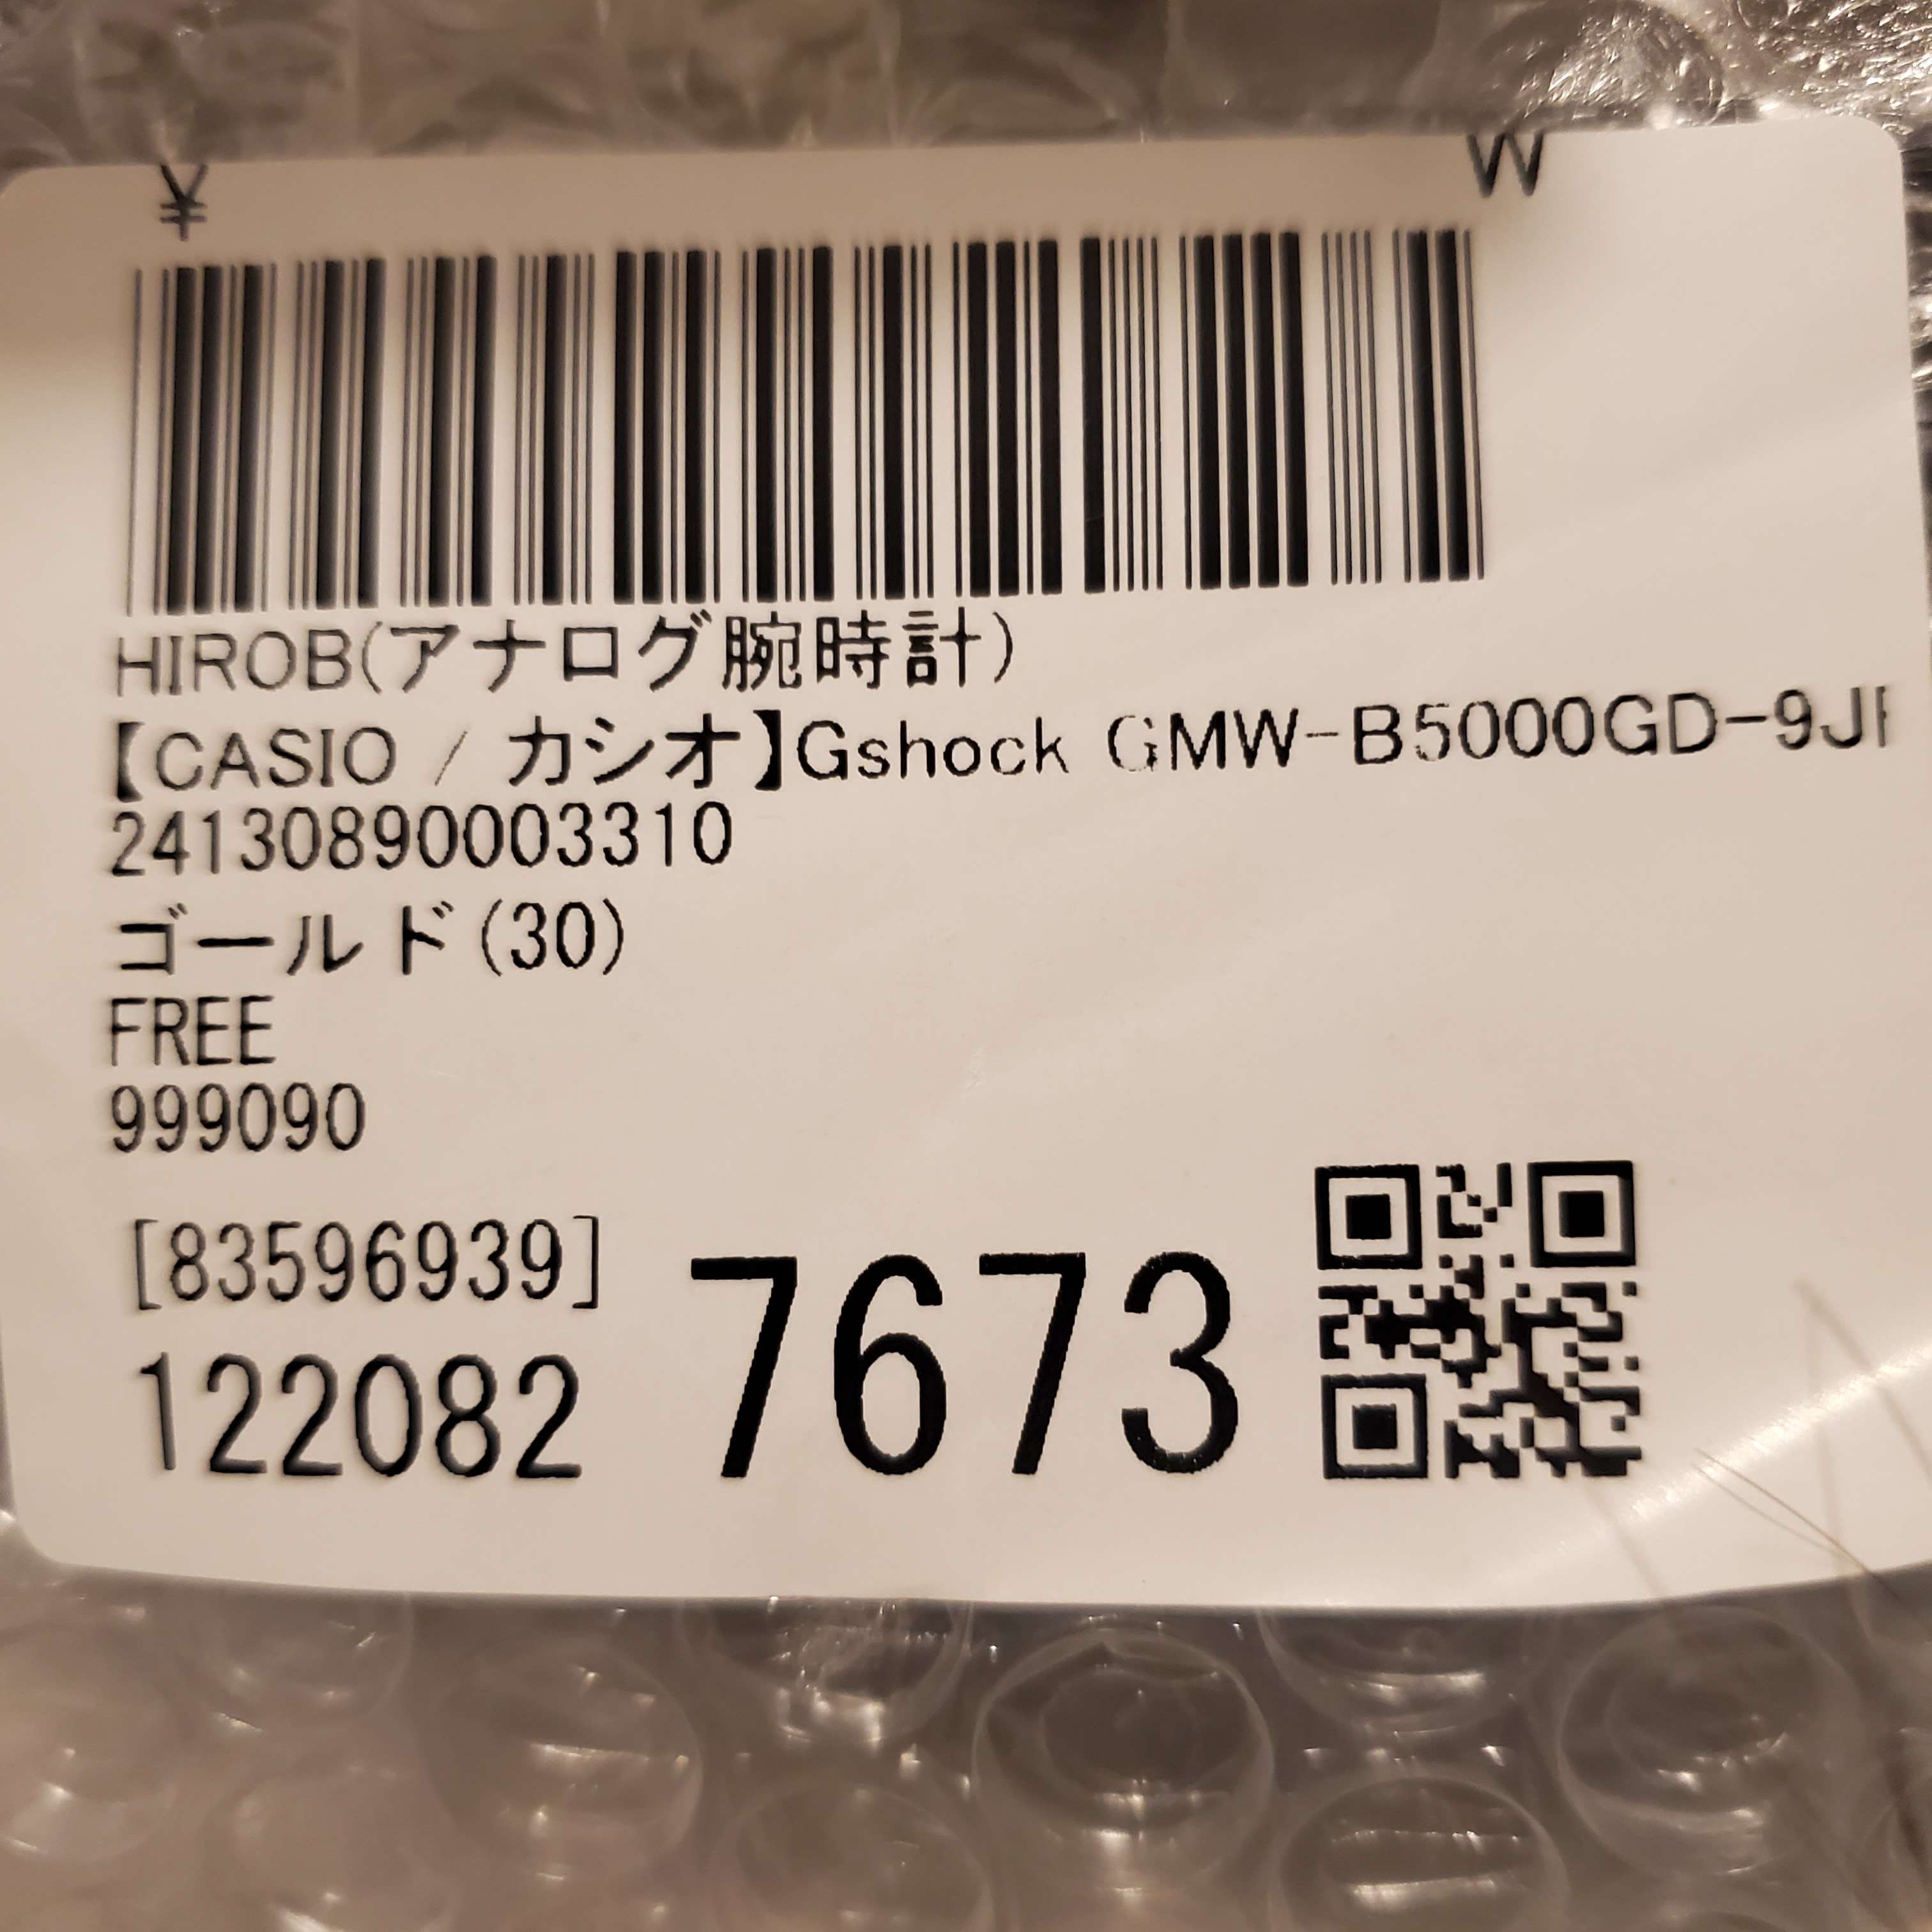 ¥ W
HIROB(アナログ腕時計)
【CASIO / カシオ】Gshock GMW-B5000GD-9J
24130890003310
ゴールド(30)
FREE
999090
[83596939]
122082 7673